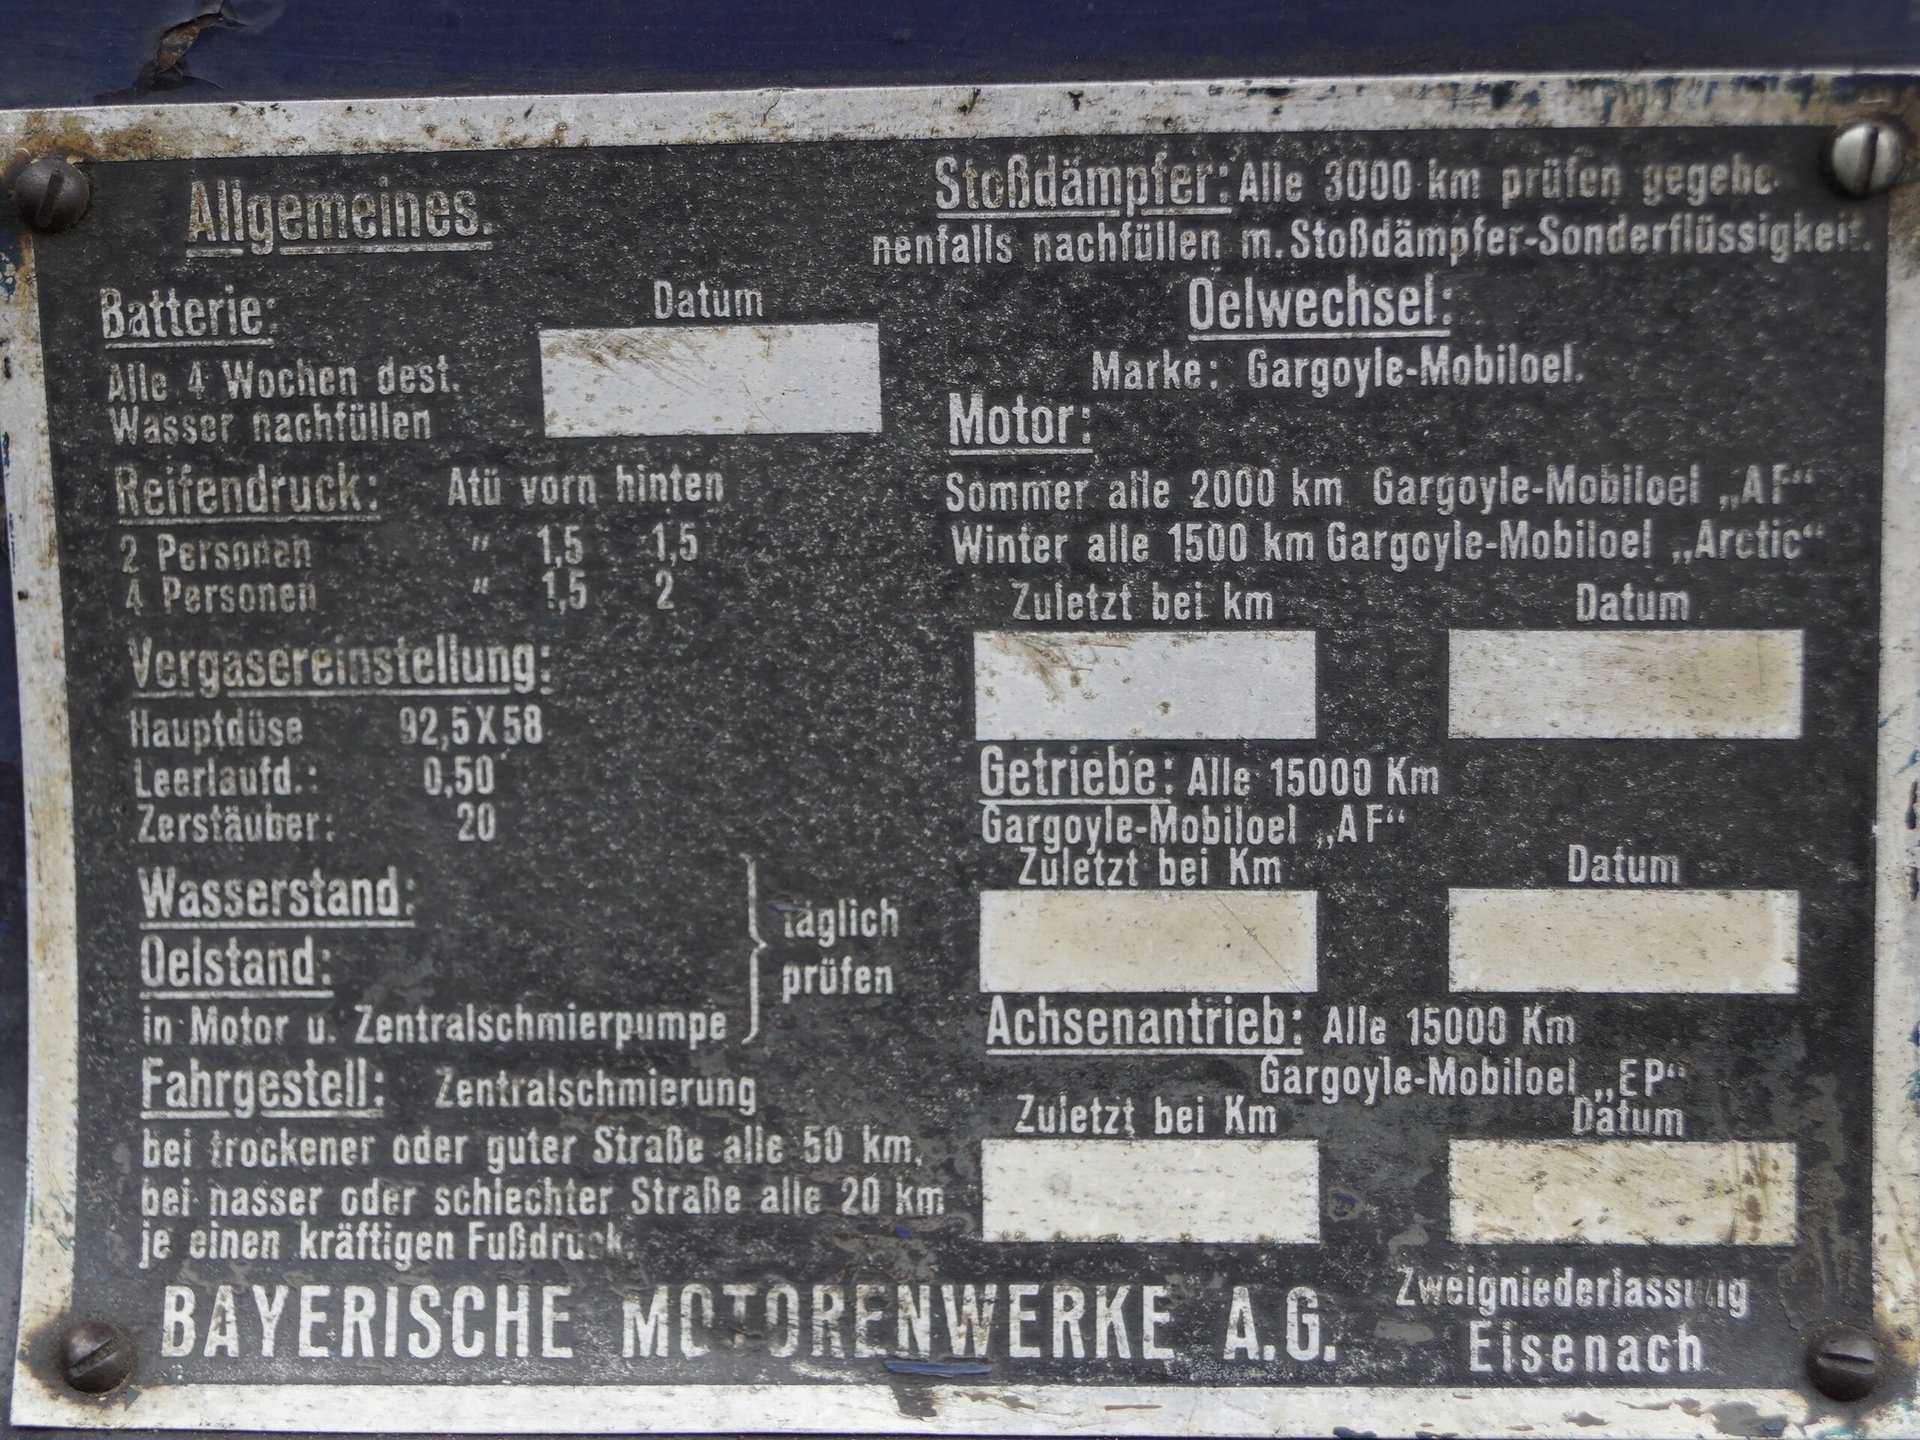 Allgemeines.
Batterie: Datum
Alle 4 Wochen dest.
Wasser nachfüllen
Reifendruck: Atü vorn hinten
2 Personen " 1,5 1,5
4 Personen " 1,5 2
Vergasereinstellung:
Hauptdüse 92,5X58
Leerlaufd.: 0,50
Zerstäuber: 20
Wasserstand:
Oelstand:
in Motor u. Zentralschmierpumpe
täglich
prüfen
Fahrgestell: Zentralschmierung
bei trockener oder guter Straße alle 50 km,
bei nasser oder schlechter Straße alle 20 km
je einen kräftigen Fußdruck.
Stoßdämpfer: Alle 3000 km prüfen gegebe-
nenfalls nachfüllen m. Stoßdämpfer-Sonderflüssigkeit.
Oelwechsel:
Marke: Gargoyle-Mobiloel.
Motor:
Sommer alle 2000 km Gargoyle-Mobiloel „AF“
Winter alle 1500 km Gargoyle-Mobiloel „Arctic“
Zuletzt bei km Datum
Getriebe: Alle 15000 Km
Gargoyle-Mobiloel „AF“
Zuletzt bei Km Datum
Achsenantrieb: Alle 15000 Km
Gargoyle-Mobiloel „EP“
Zuletzt bei Km Datum
BAYERISCHE MOTORENWERKE A.G.
Zweigniederlassung
Eisenach